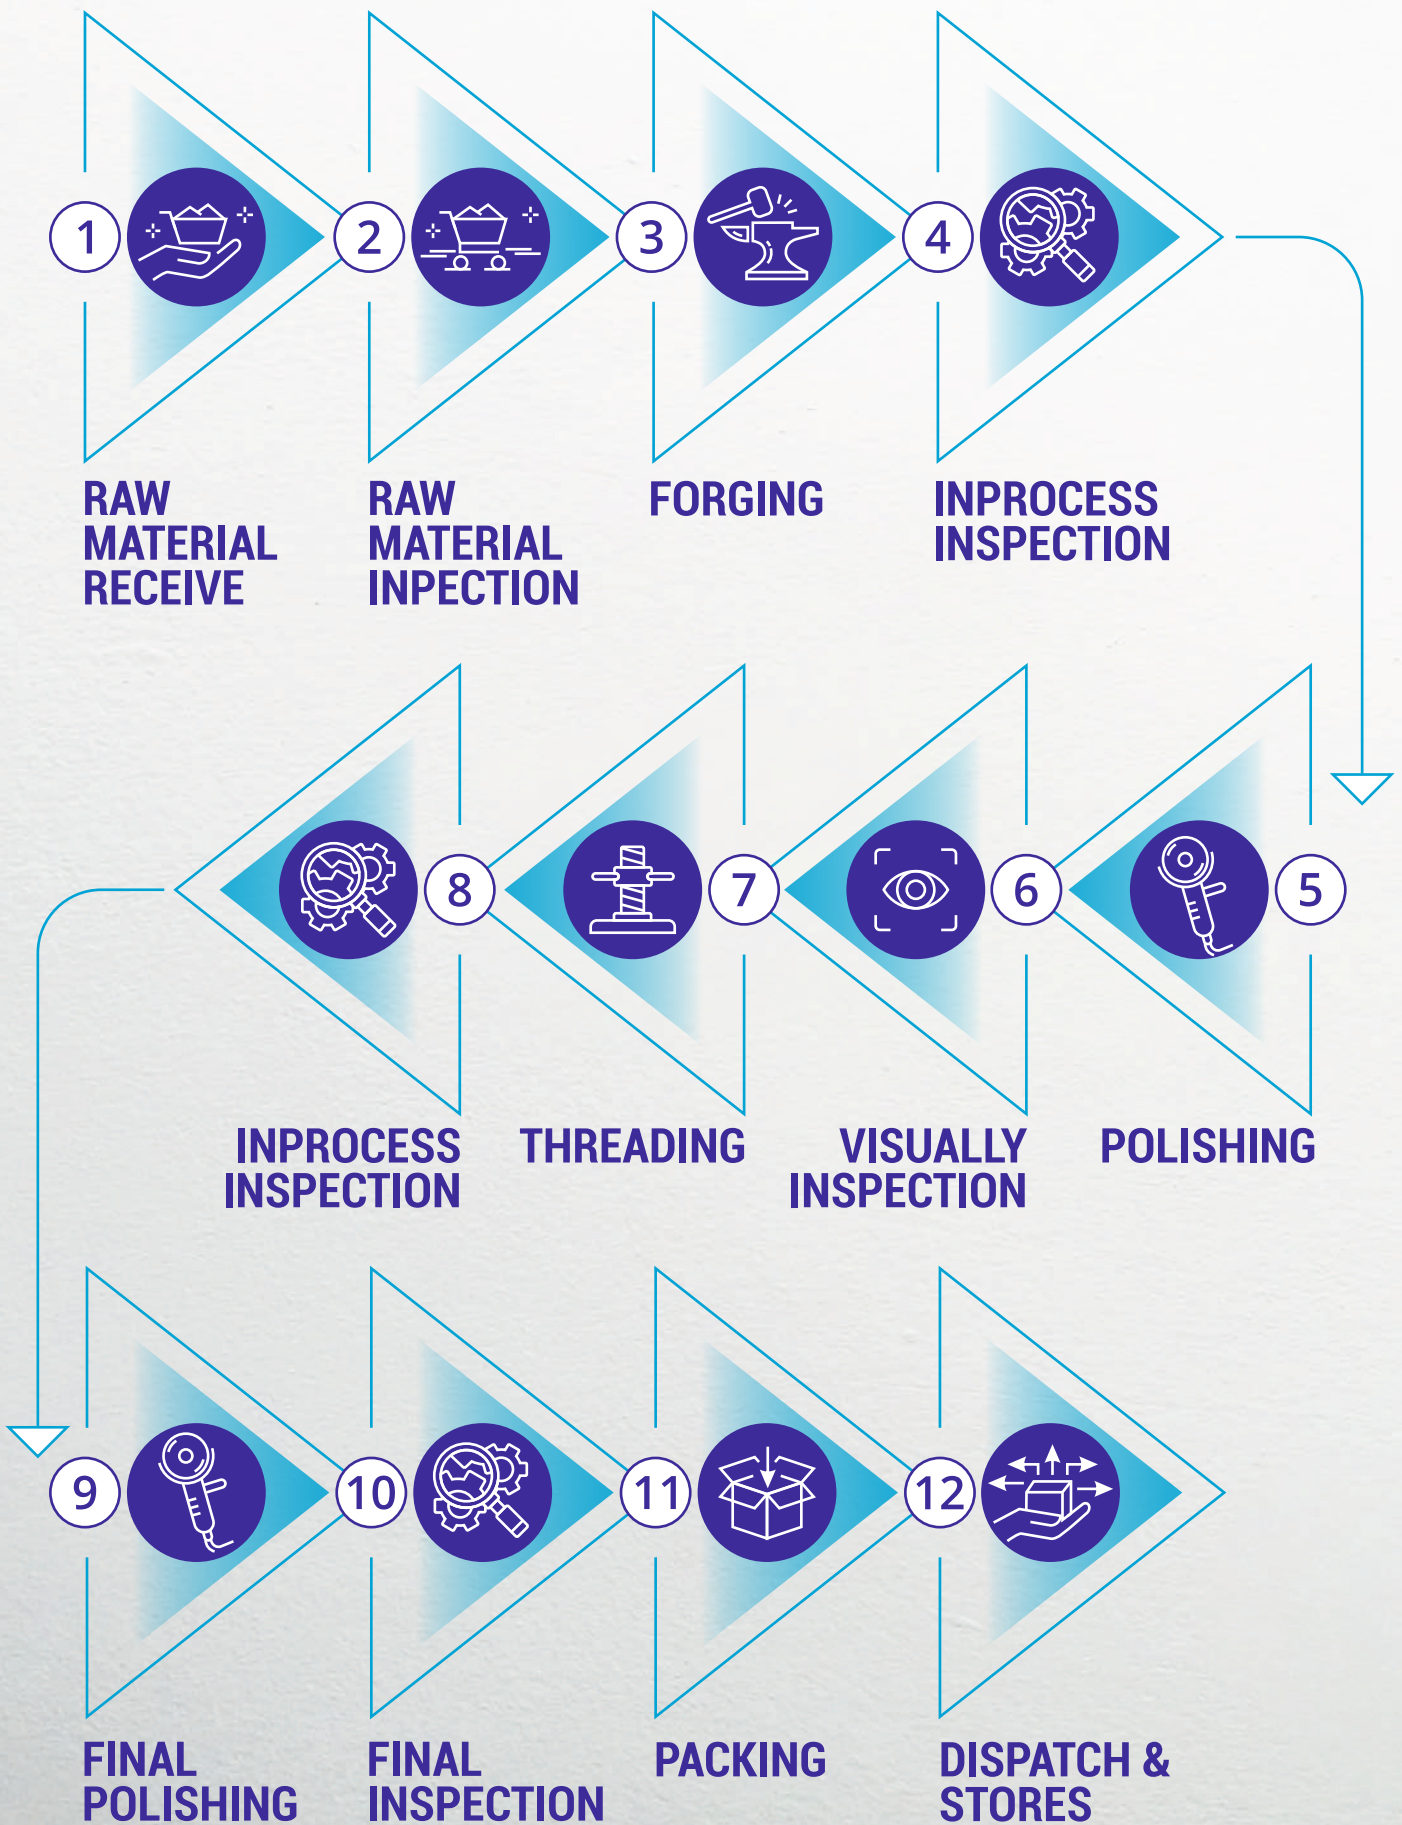 1
RAW
MATERIAL
RECEIVE
2
RAW
MATERIAL
INPECTION
3
FORGING
4
INPROCESS
INSPECTION
5
POLISHING
6
VISUALLY
INSPECTION
7
THREADING
8
INPROCESS
INSPECTION
9
FINAL
POLISHING
10
FINAL
INSPECTION
11
PACKING
12
DISPATCH &
STORES